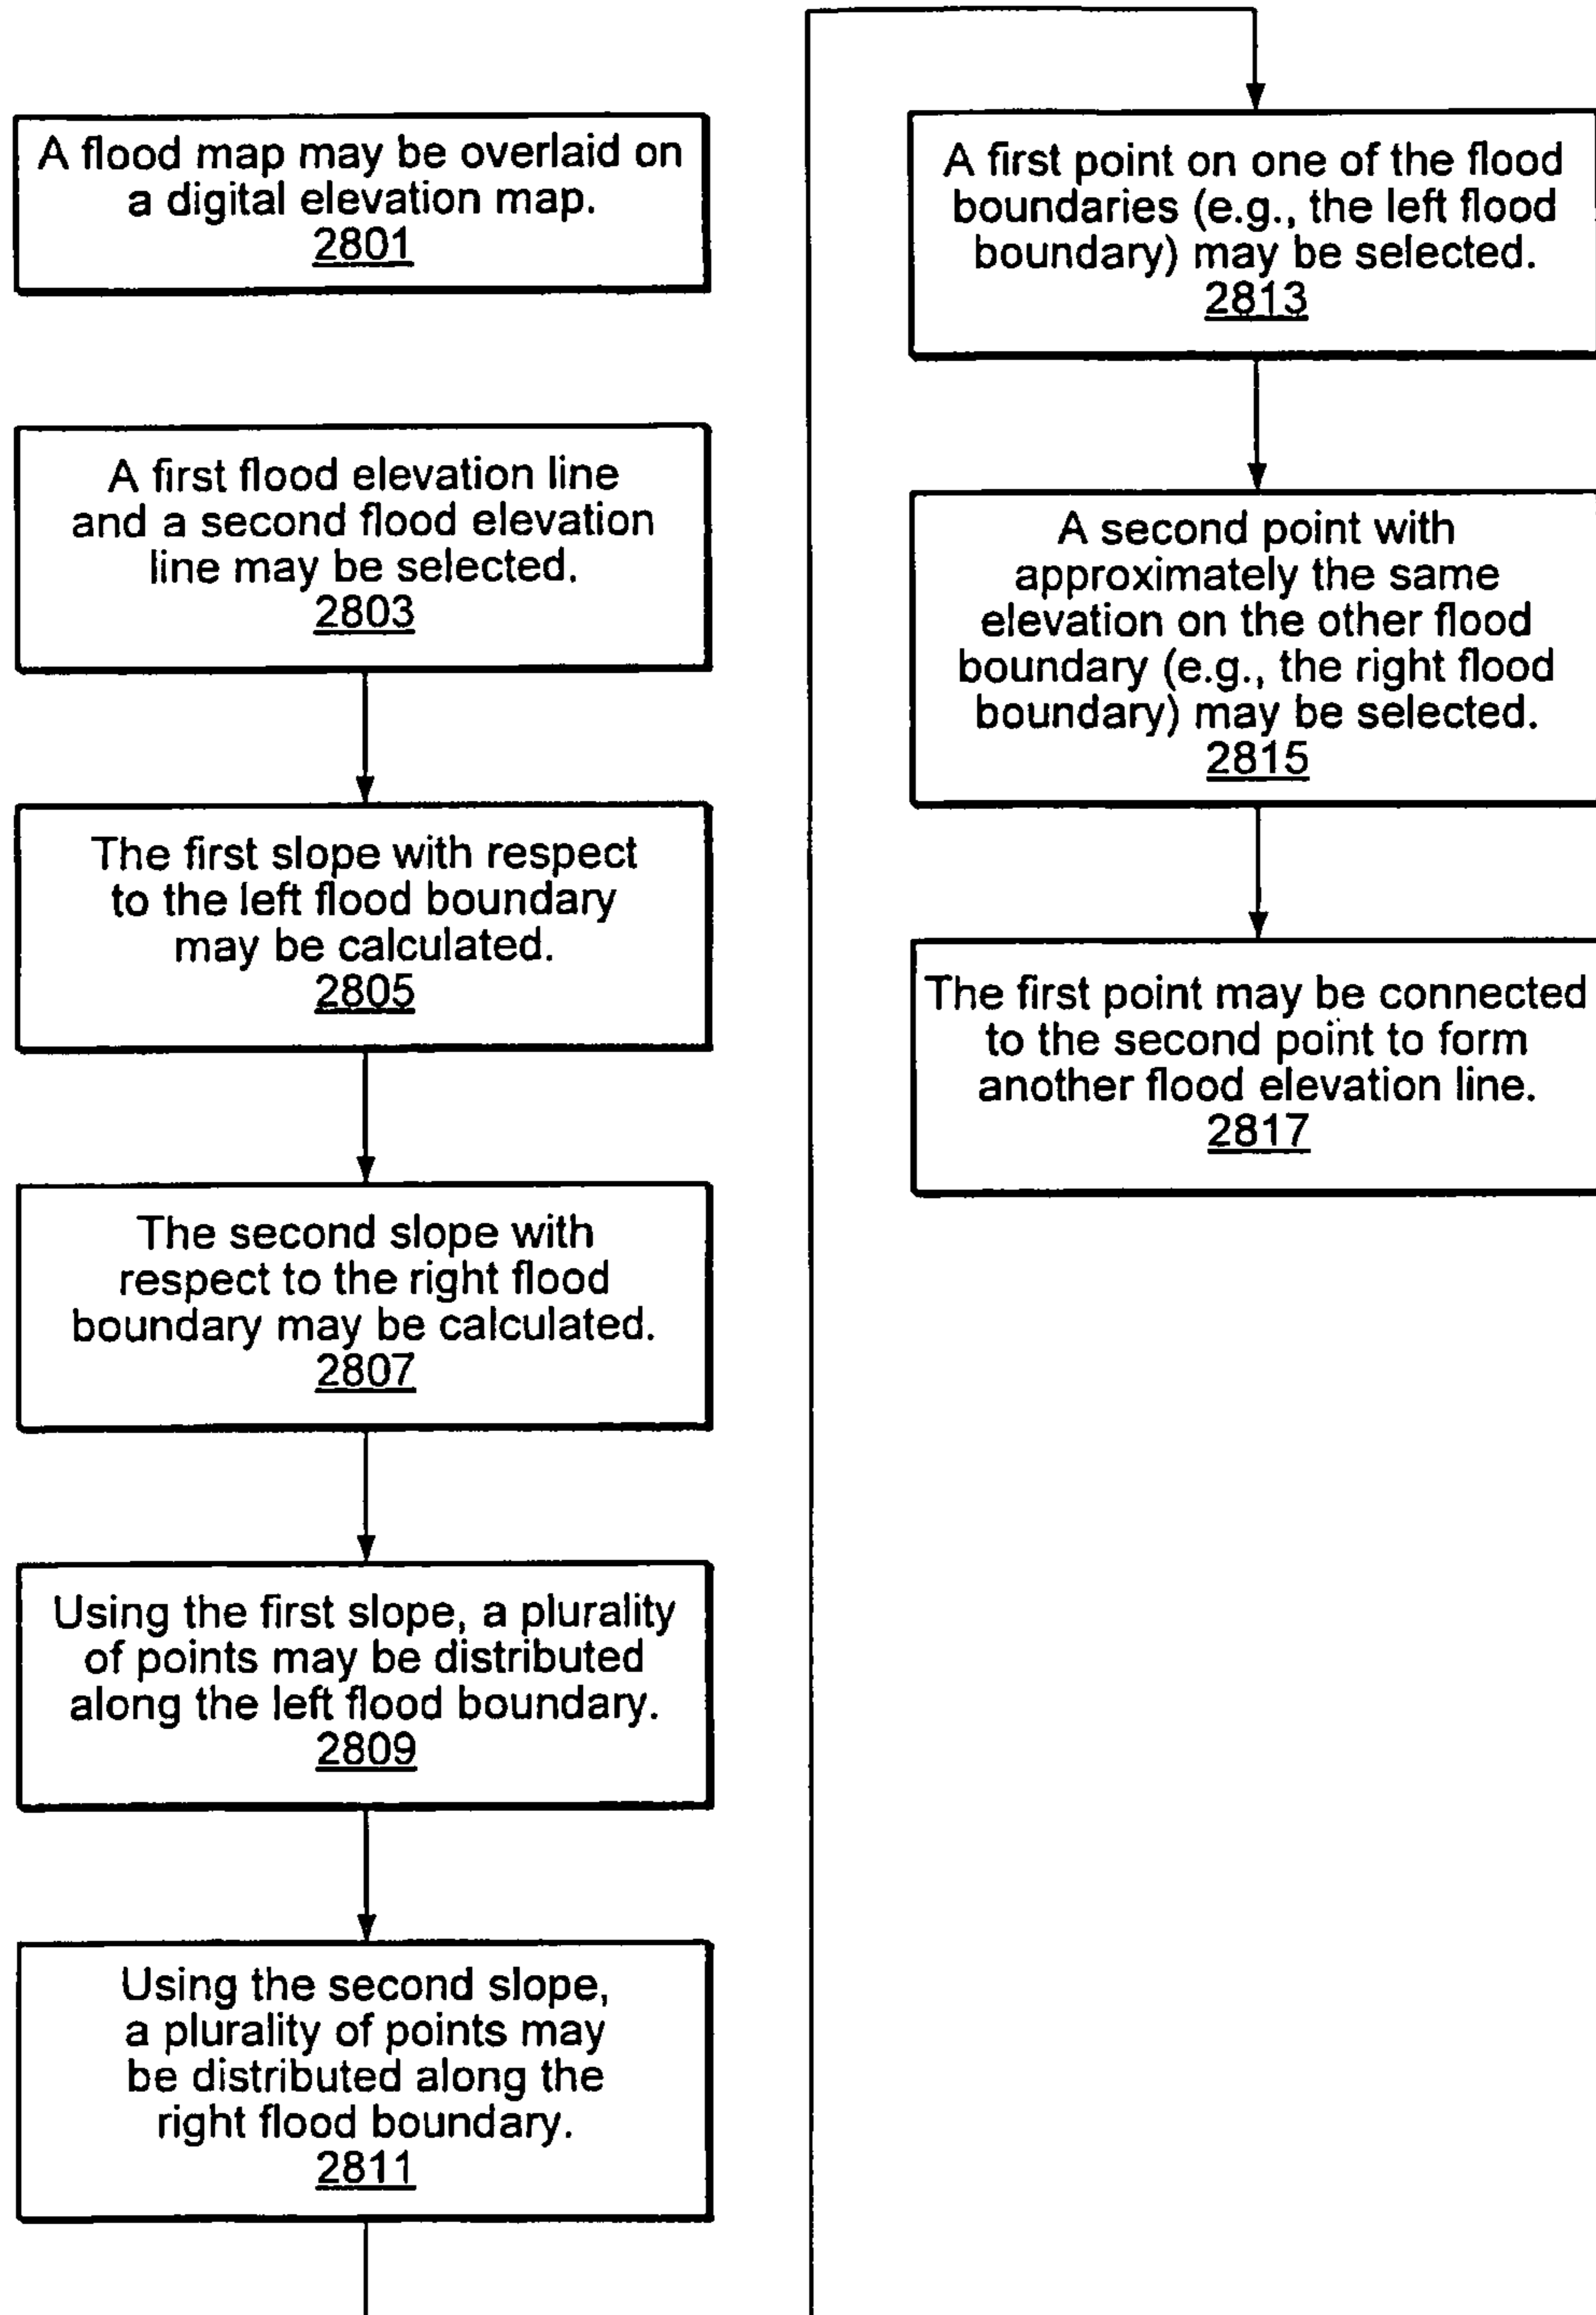 A flood map may be overlaid on
a digital elevation map.
2801
A first flood elevation line
and a second flood elevation
line may be selected.
2803
The first slope with respect
to the left flood boundary
may be calculated.
2805
The second slope with
respect to the right flood
boundary may be calculated.
2807
Using the first slope, a plurality
of points may be distributed
along the left flood boundary.
2809
Using the second slope,
a plurality of points may
be distributed along the
right flood boundary.
2811
A first point on one of the flood
boundaries (e.g., the left flood
boundary) may be selected.
2813
A second point with
approximately the same
elevation on the other flood
boundary (e.g., the right flood
boundary) may be selected.
2815
The first point may be connected
to the second point to form
another flood elevation line.
2817